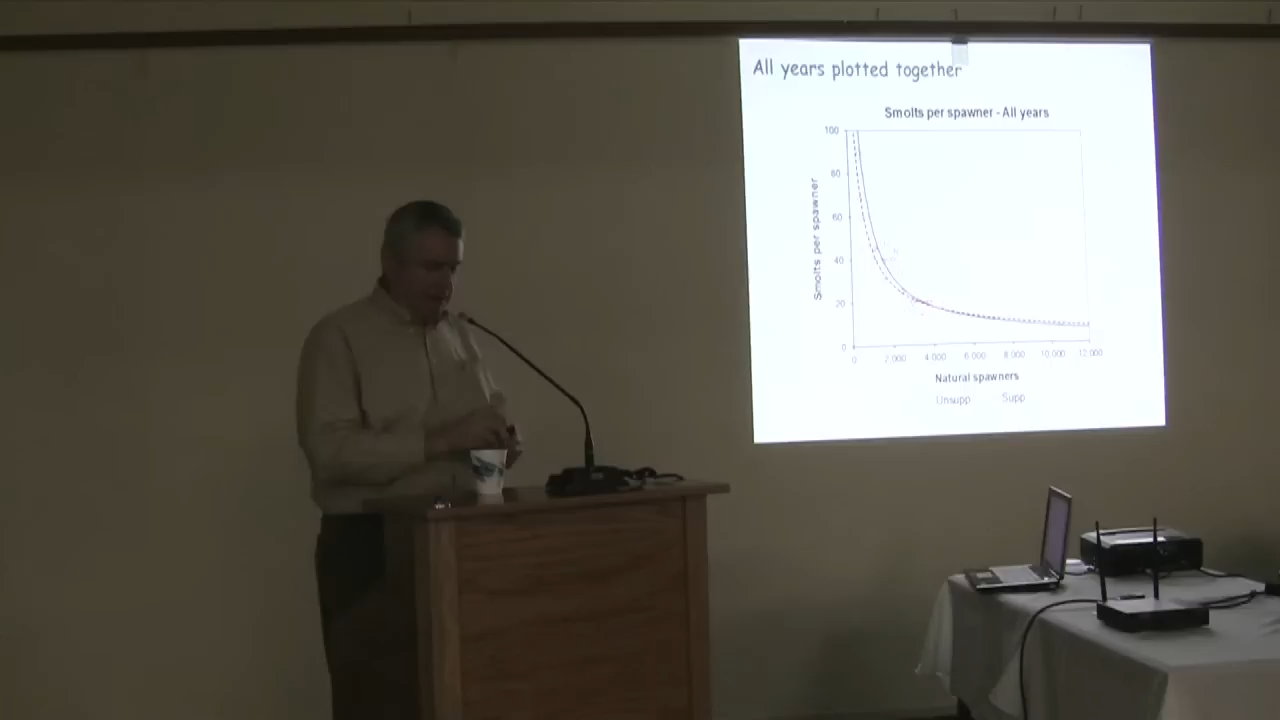 All years plotted together
Smolts per spawner - All years
100
80
60
40
20
0
Smolts per spawner
0 2,000 4,000 6,000 8,000 10,000 12,000
Natural spawners
Unsupp Supp